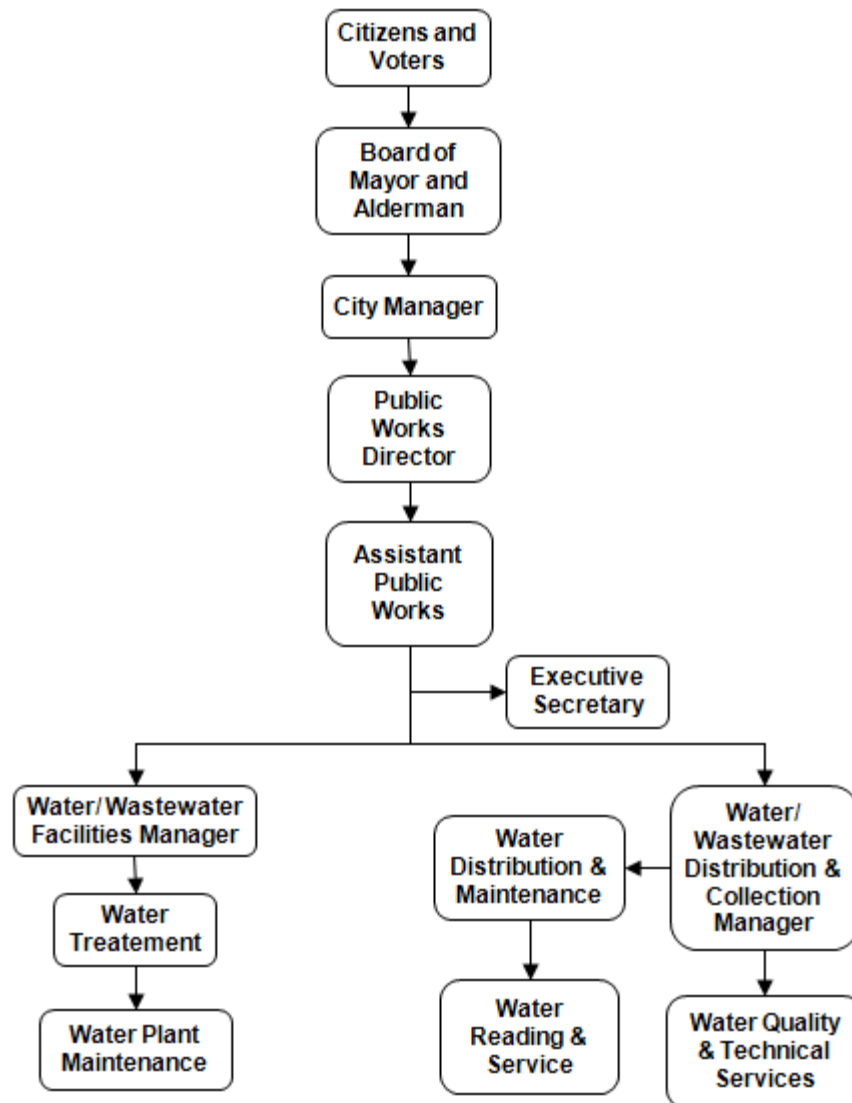 Citizens and
Voters
Board of
Mayor and
Alderman
City Manager
Public
Works
Director
Assistant
Public
Works
Executive
Secretary
Water/ Wastewater
Facilities Manager
Water
Treatement
Water Plant
Maintenance
Water
Distribution &
Maintenance
Water
Reading &
Service
Water/
Wastewater
Distribution &
Collection
Manager
Water Quality
& Technical
Services